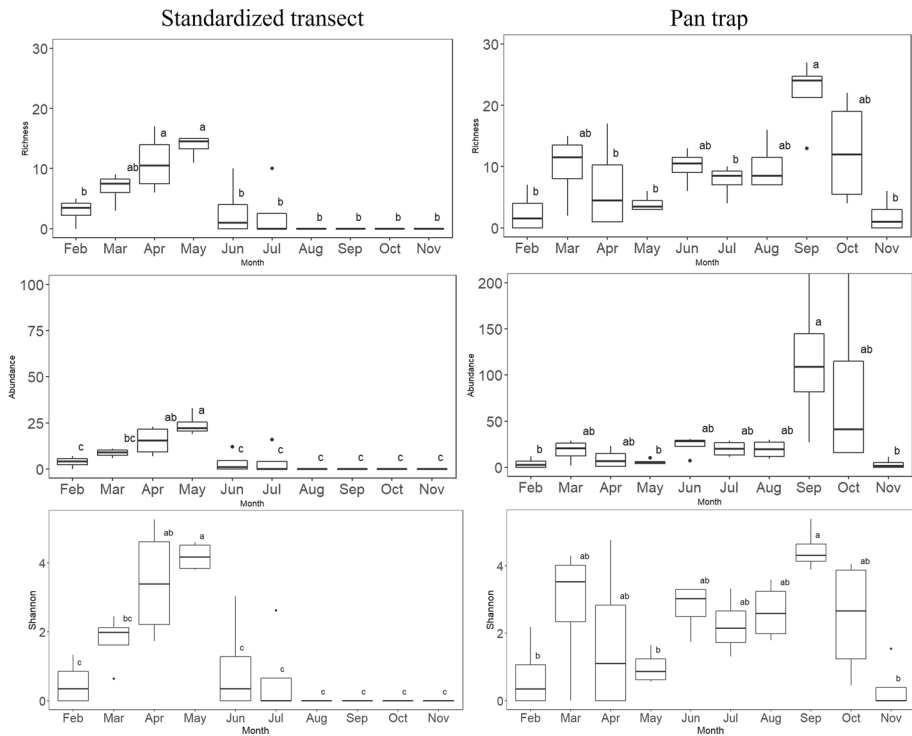 Standardized transect
Pan trap
30
20
10
0
Richness
b
ab
a
a
b
b
b
b
b
b
Feb Mar Apr May Jun Jul Aug Sep Oct Nov
Month
30
20
10
0
Richness
b
ab
b
b
ab
b
ab
a
ab
b
Feb Mar Apr May Jun Jul Aug Sep Oct Nov
Month
100
75
50
25
0
Abundance
c
bc
ab
a
c
c
c
c
c
c
Feb Mar Apr May Jun Jul Aug Sep Oct Nov
Month
200
150
100
50
0
Abundance
b
ab
ab
b
ab
ab
ab
a
ab
b
Feb Mar Apr May Jun Jul Aug Sep Oct Nov
Month
4
2
0
Shannon
c
bc
ab
a
c
c
c
c
c
c
Feb Mar Apr May Jun Jul Aug Sep Oct Nov
Month
4
2
0
Shannon
b
ab
ab
b
ab
ab
ab
a
ab
b
Feb Mar Apr May Jun Jul Aug Sep Oct Nov
Month